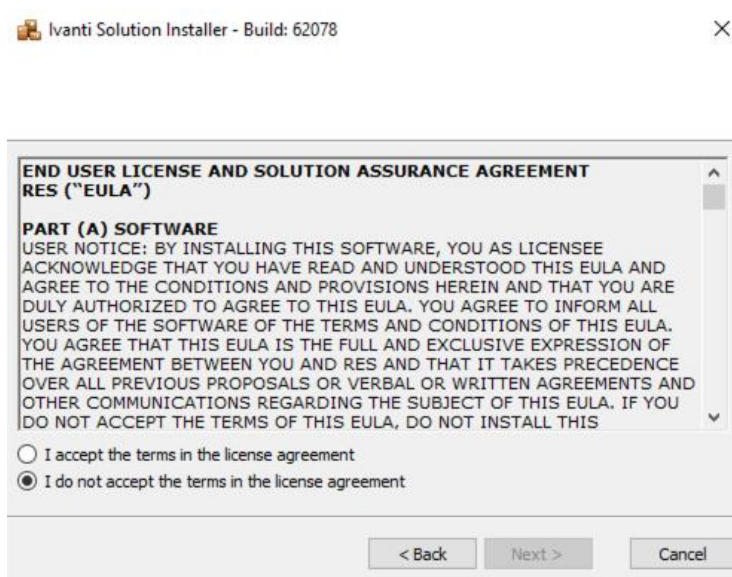 Ivanti Solution Installer - Build: 62078
END USER LICENSE AND SOLUTION ASSURANCE AGREEMENT
RES (“EULA”)
PART (A) SOFTWARE
USER NOTICE: BY INSTALLING THIS SOFTWARE, YOU AS LICENSEE
ACKNOWLEDGE THAT YOU HAVE READ AND UNDERSTOOD THIS EULA AND
AGREE TO THE CONDITIONS AND PROVISIONS HEREIN AND THAT YOU ARE
DULY AUTHORIZED TO AGREE TO THIS EULA. YOU AGREE TO INFORM ALL
USERS OF THE SOFTWARE OF THE TERMS AND CONDITIONS OF THIS EULA.
YOU AGREE THAT THIS EULA IS THE FULL AND EXCLUSIVE EXPRESSION OF
THE AGREEMENT BETWEEN YOU AND RES AND THAT IT TAKES PRECEDENCE
OVER ALL PREVIOUS PROPOSALS OR VERBAL OR WRITTEN AGREEMENTS AND
OTHER COMMUNICATIONS REGARDING THE SUBJECT OF THIS EULA. IF YOU
DO NOT ACCEPT THE TERMS OF THIS EULA, DO NOT INSTALL THIS
I accept the terms in the license agreement
I do not accept the terms in the license agreement
< Back Next > Cancel